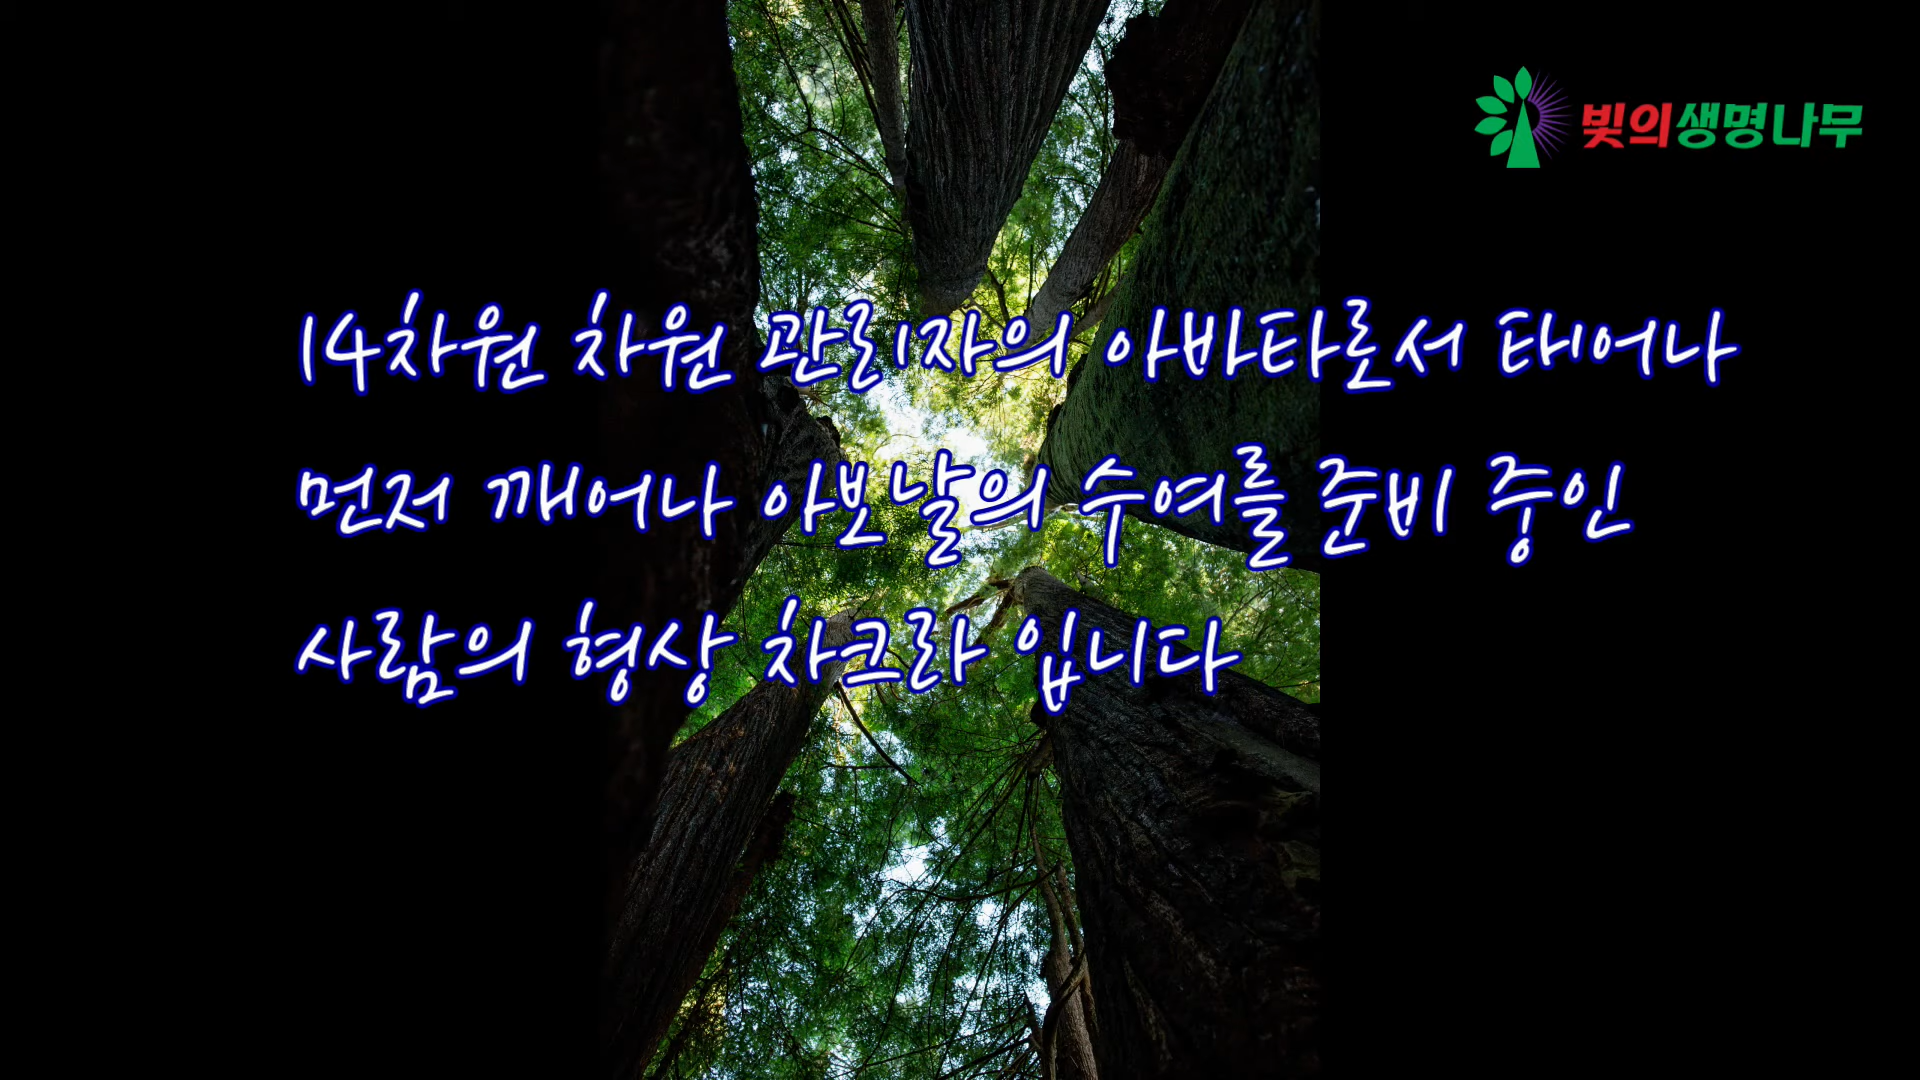 빛의생명나무
14차원 차원 관리자의 아바타로서 태어나
먼저 깨어나 아보날의 수여를 준비 중인
사람의 형상 차크라 입니다